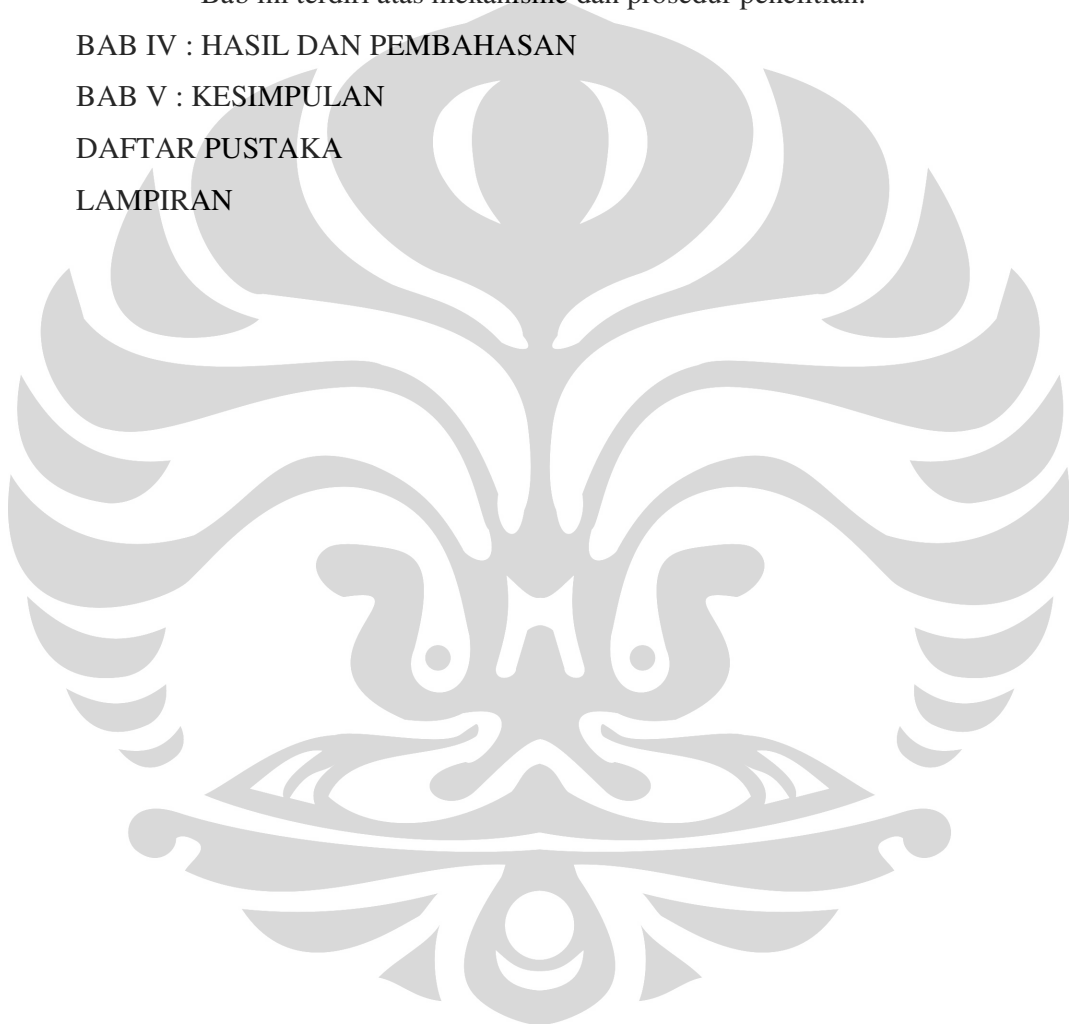 Bab ini terdiri atas mekanisme dan prosedur penelitian.
BAB IV : HASIL DAN PEMBAHASAN
BAB V : KESIMPULAN
DAFTAR PUSTAKA
LAMPIRAN